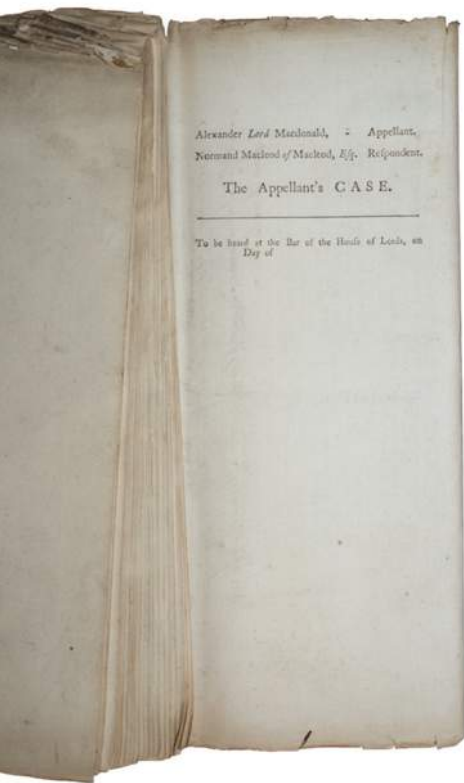 Alexander Lord Macdonald, - Appellant.
Normand Macleod of Macleod, Esq. Respondent.
The Appellant's CASE.
To be heard at the Bar of the House of Lords, on
Day of